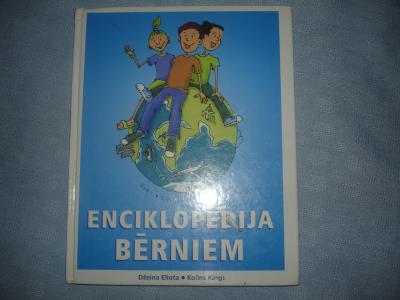 ENCIKLOPĒDIJA
BĒRNIEM
Džeina Eliota • Kolins Kings